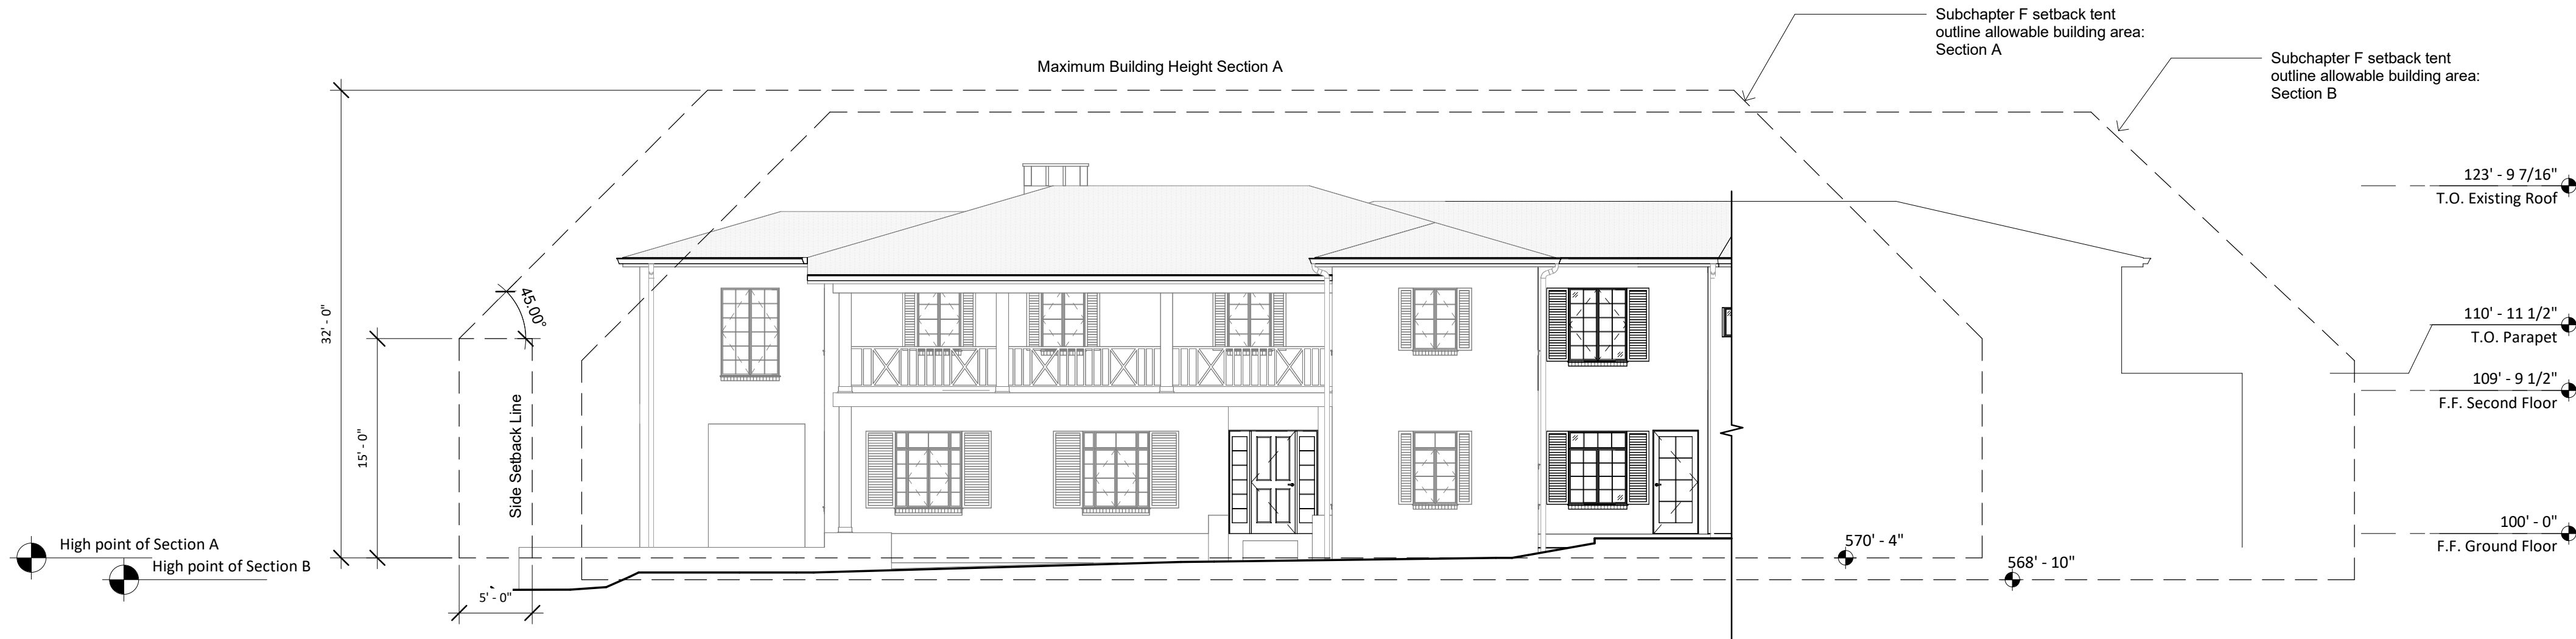 Subchapter F setback tent
outline allowable building area:
Section A
Subchapter F setback tent
outline allowable building area:
Section B
Maximum Building Height Section A
123' - 9 7/16"
T.O. Existing Roof
45.00°
32' - 0"
110' - 11 1/2"
T.O. Parapet
109' - 9 1/2"
F.F. Second Floor
15' - 0"
Side Setback Line
100' - 0"
F.F. Ground Floor
High point of Section A
High point of Section B
570' - 4"
568' - 10"
5' - 0"